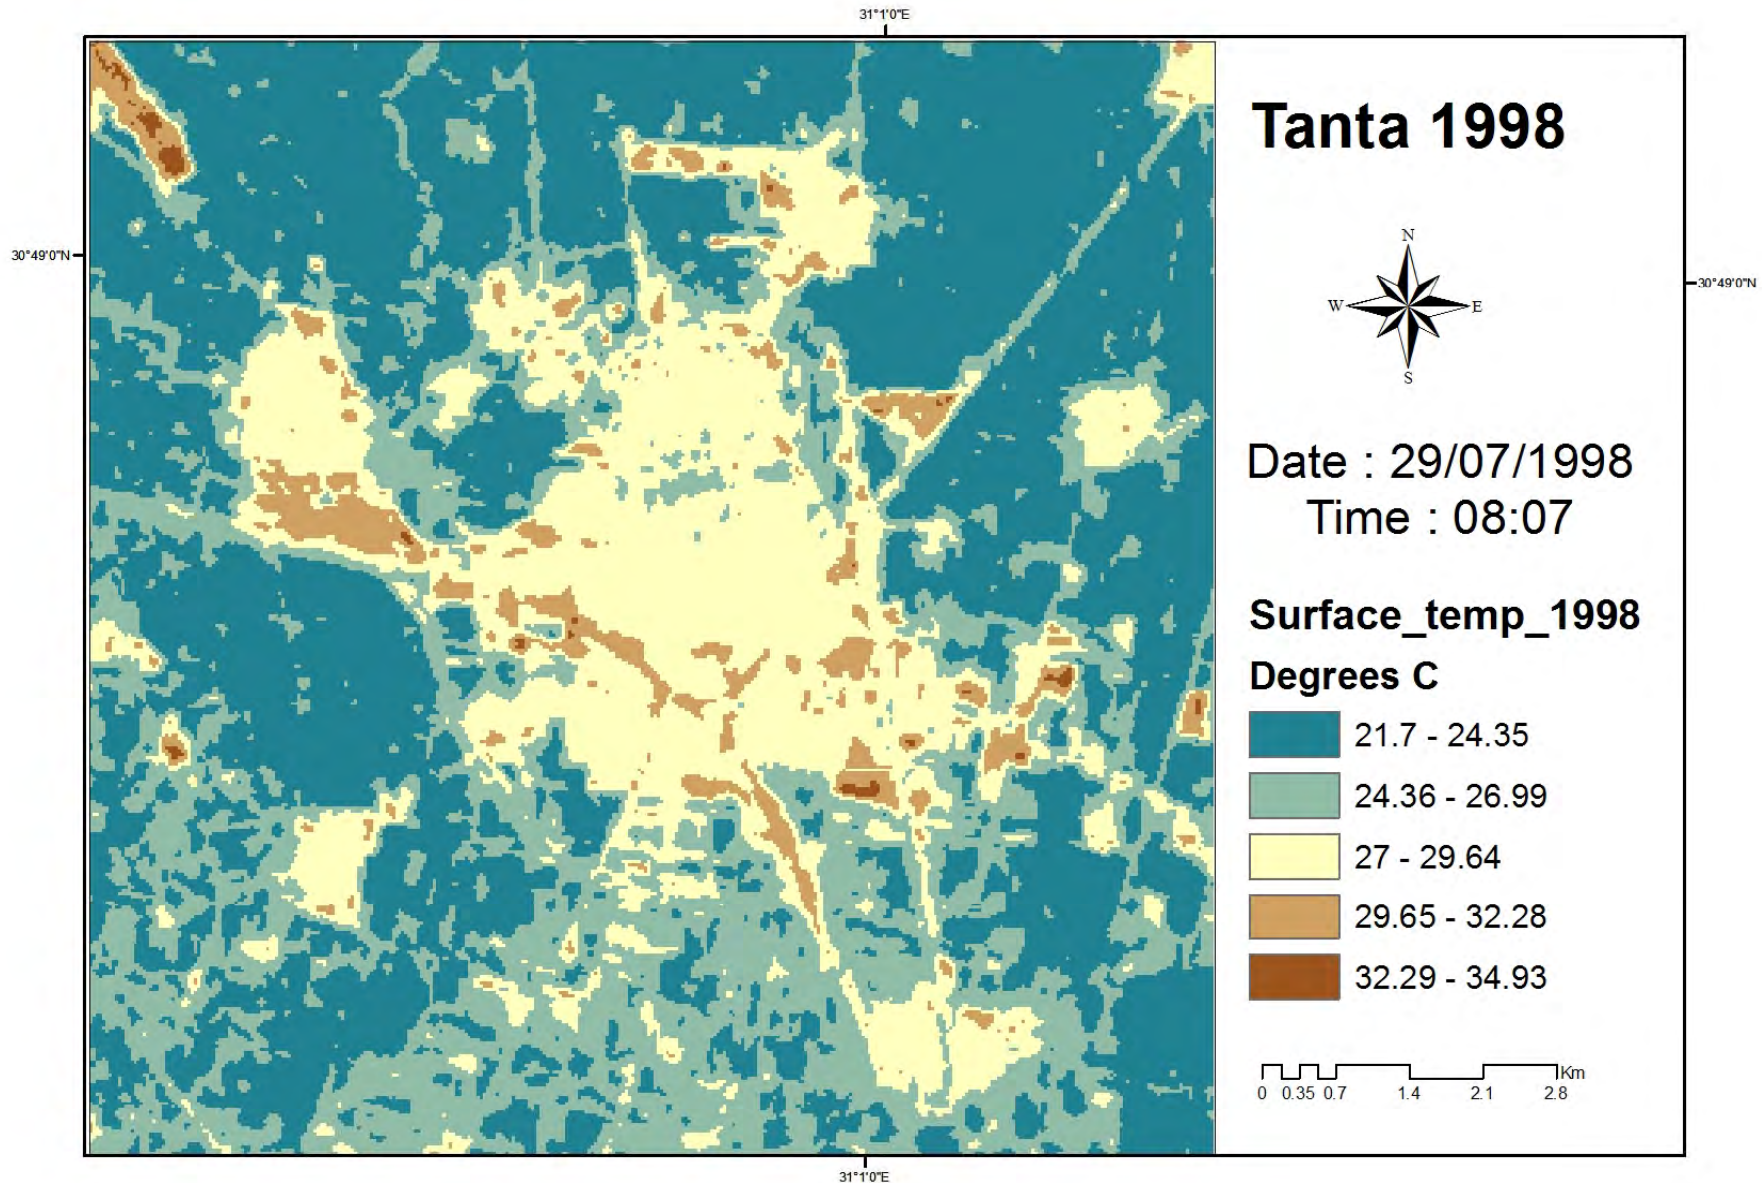 31°1'0"E
30°49'0"N
Tanta 1998
N
W
E
S
30°49'0"N
Date : 29/07/1998
Time : 08:07
Surface_temp_1998
Degrees C
21.7 - 24.35
24.36 - 26.99
27 - 29.64
29.65 - 32.28
32.29 - 34.93
Km
0 0.35 0.7 1.4 2.1 2.8
31°1'0"E